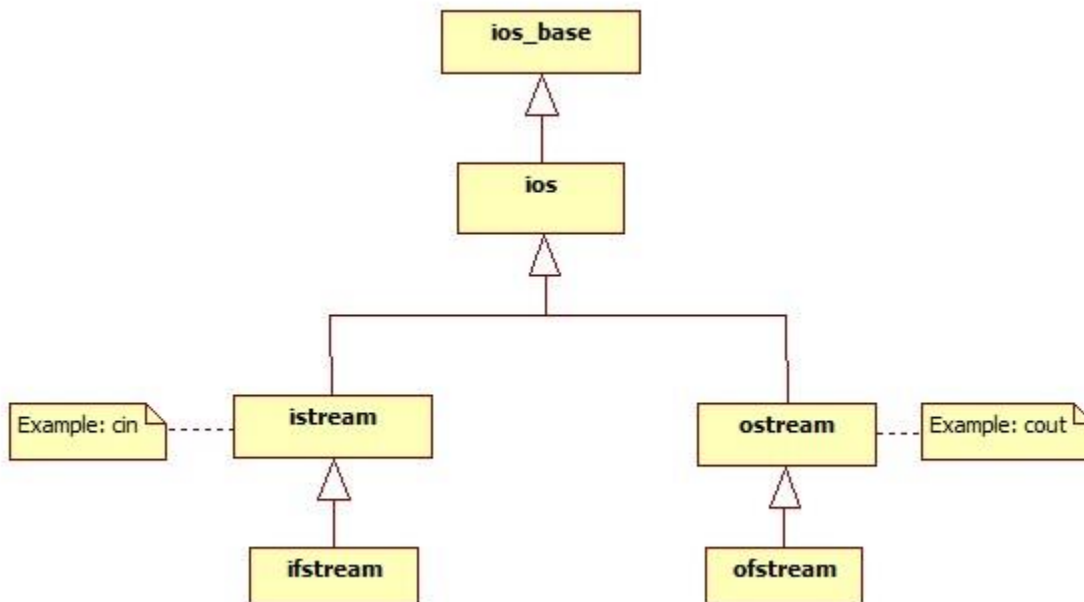 ios_base
ios
Example: cin
istream
ostream
Example: cout
ifstream
ofstream